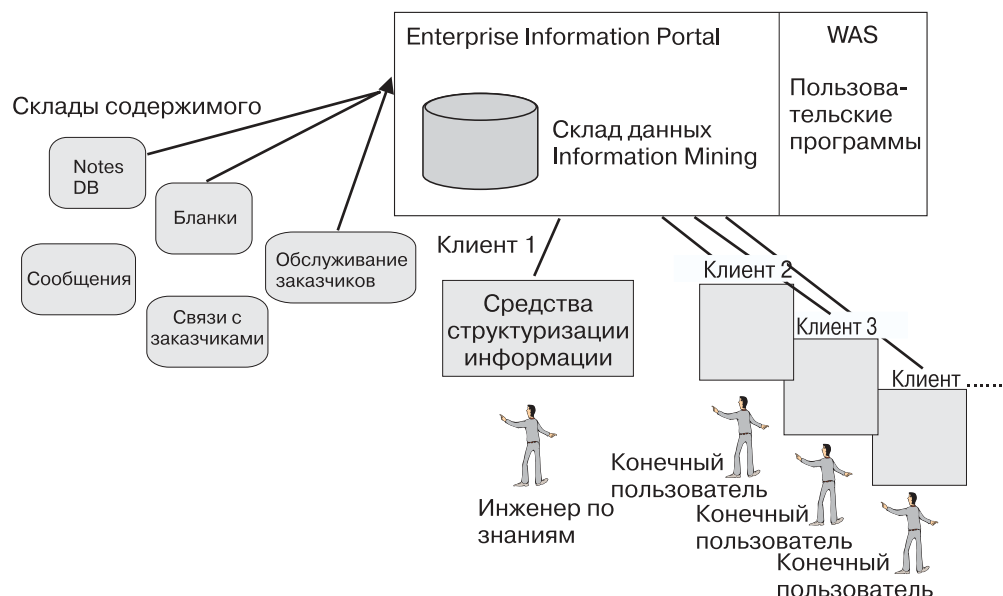 Enterprise Information Portal
WAS
Пользова-
тельские
программы
Склад данных
Information Mining
Склады содержимого
Notes
DB
Бланки
Сообщения
Обслуживание
заказчиков
Связи с
заказчиками
Клиент 1
Средства
структуризации
информации
Клиент 2
Клиент 3
Клиент ......
Инженер по
знаниям
Конечный
пользователь
Конечный
пользователь
Конечный
пользователь